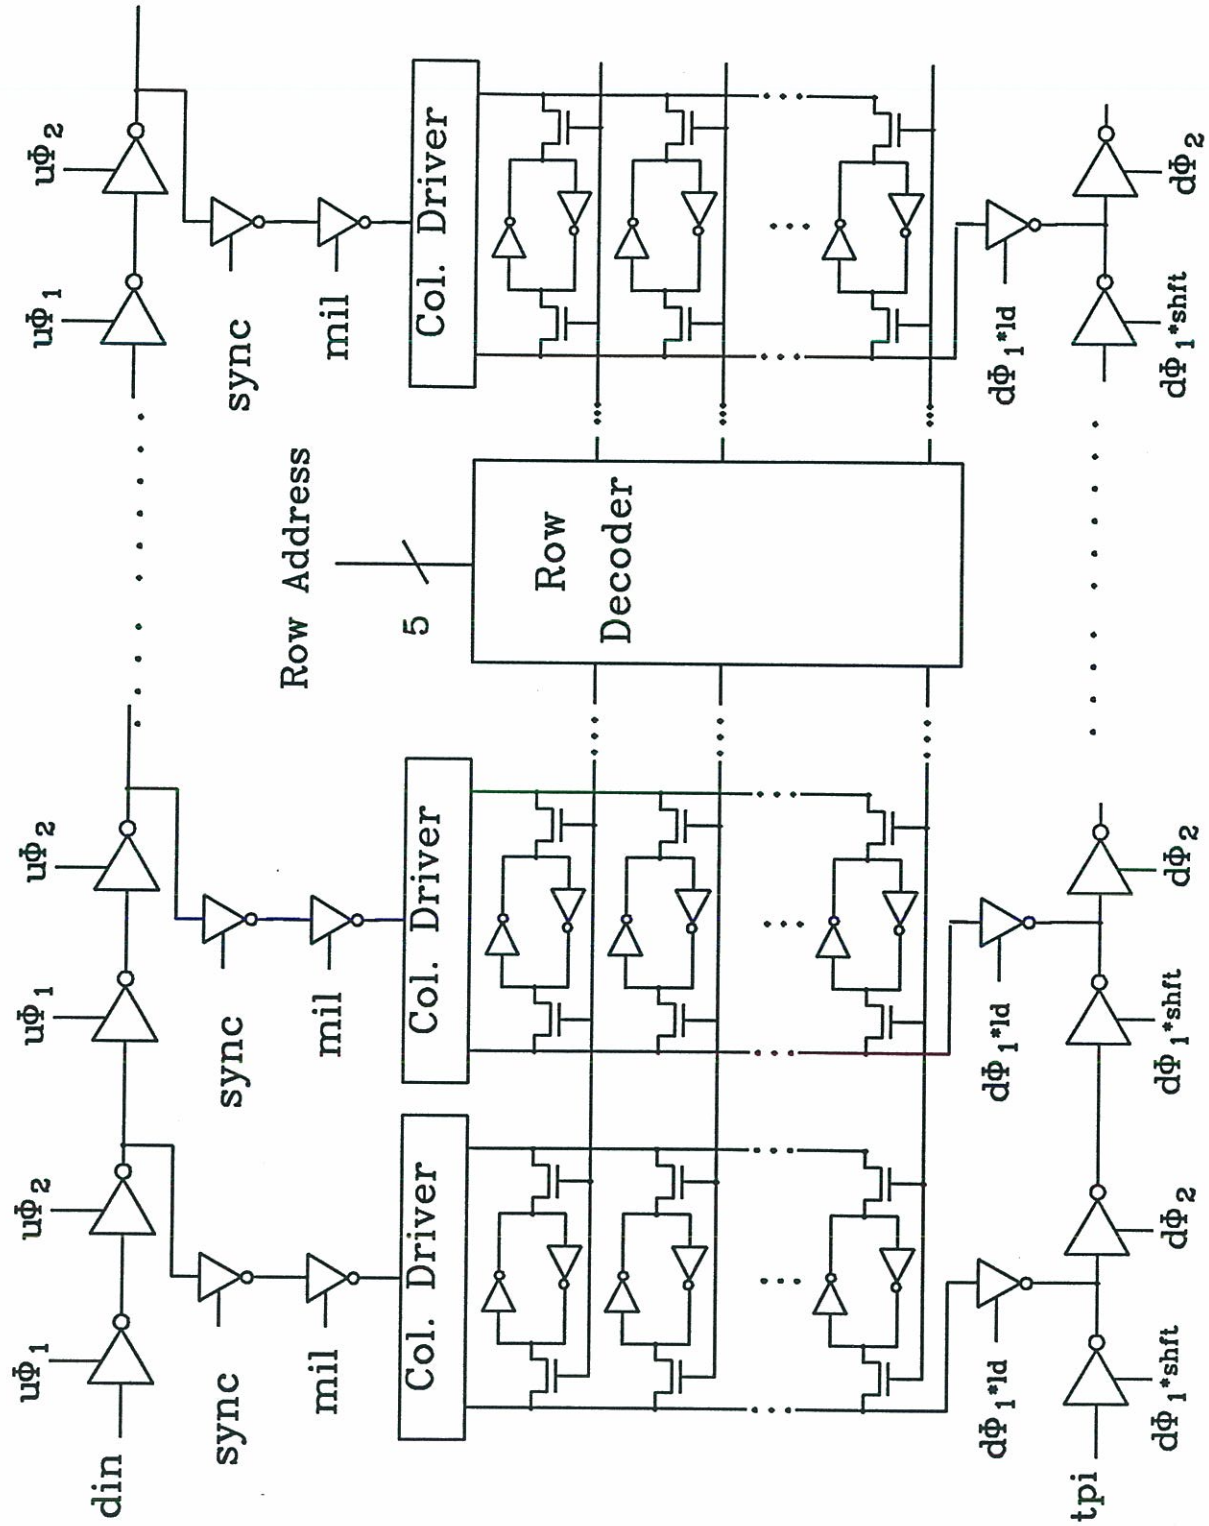 uΦ1
uΦ2
uΦ1
uΦ2
uΦ1
uΦ2
din
sync
sync
sync
mil
mil
mil
Row Address
5
Col. Driver
Col. Driver
Col. Driver
Row
Decoder
dΦ1*ld
dΦ1*ld
dΦ1*ld
tpi
dΦ1*shft
dΦ2
dΦ1*shft
dΦ2
dΦ1*shft
dΦ2